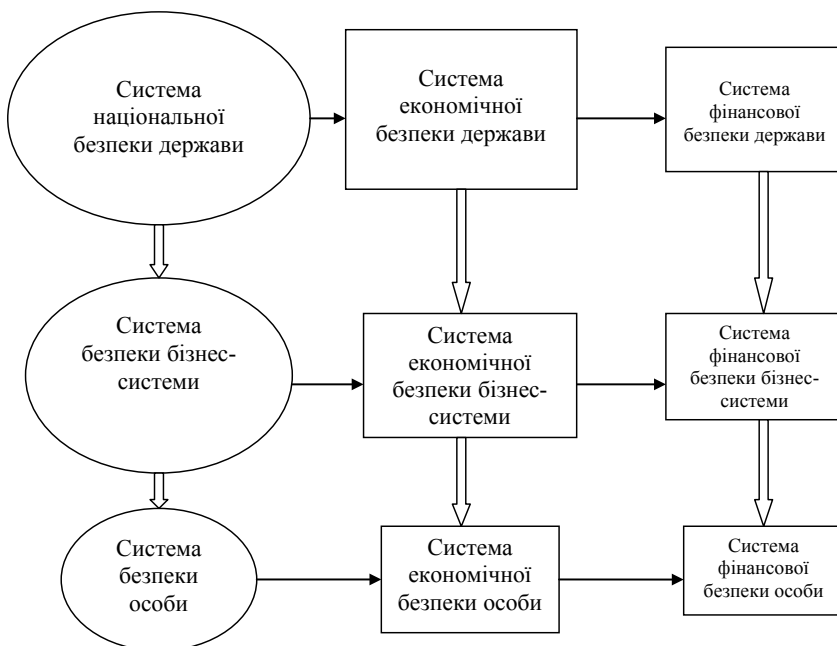 Система
національної
безпеки держави
Система
економічної
безпеки держави
Система
фінансової
безпеки держави
Система
безпеки бізнес-
системи
Система
економічної
безпеки бізнес-
системи
Система
фінансової
безпеки бізнес-
системи
Система
безпеки
особи
Система
економічної
безпеки особи
Система
фінансової
безпеки особи